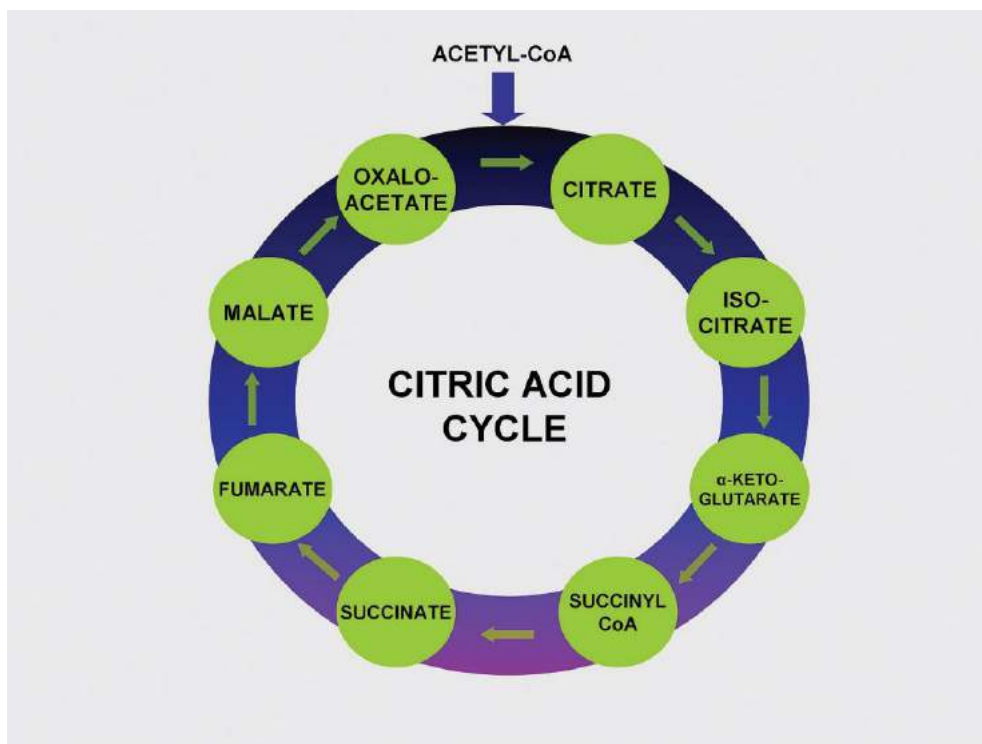 ACETYL-CoA
OXALO-
ACETATE
CITRATE
ISO-
CITRATE
α-KETO-
GLUTARATE
SUCCINYL
CoA
SUCCINATE
FUMARATE
MALATE
CITRIC ACID
CYCLE